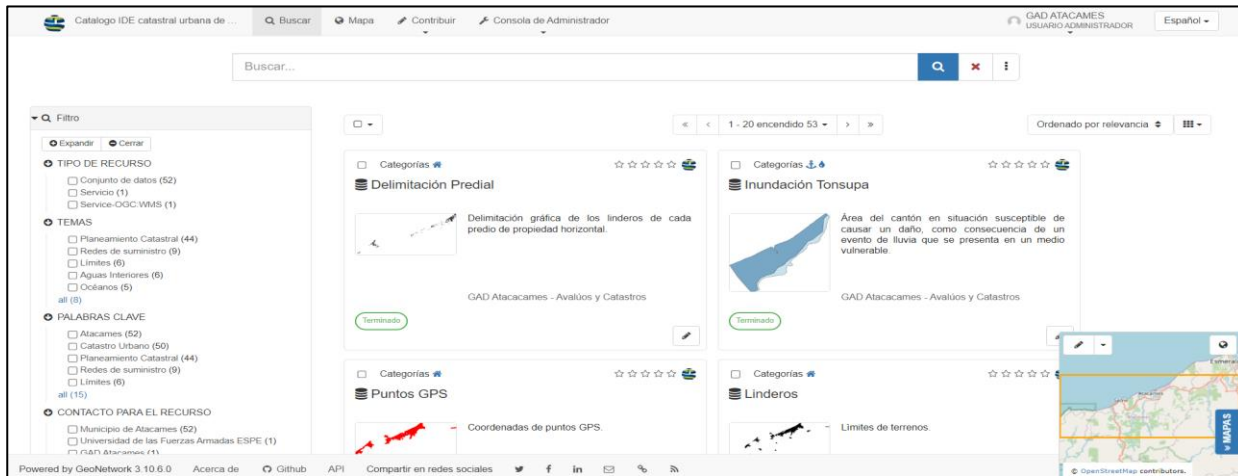 Catalogo IDE catastral urbana de ...
Buscar
Mapa
Contribuir
Consola de Administrador
GAD ATACAMES
USUARIO ADMINISTRADOR
Español
Buscar...
Filtro
Expandir
Cerrar
TIPO DE RECURSO
Conjunto de datos (52)
Servicio (1)
Service-OGC:WMS (1)
TEMAS
Planeamiento Catastral (44)
Redes de suministro (9)
Límites (6)
Aguas Interiores (6)
Océanos (5)
all (8)
PALABRAS CLAVE
Atacames (52)
Catastro Urbano (50)
Planeamiento Catastral (44)
Redes de suministro (9)
Límites (6)
all (15)
CONTACTO PARA EL RECURSO
Municipio de Atacames (52)
Universidad de las Fuerzas Armadas ESPE (1)
GAD Atacames (1)
« < 1 - 20 encendido 53 > »
Ordenado por relevancia
Categorías
Delimitación Predial
Delimitación gráfica de los linderos de cada
predio de propiedad horizontal.
GAD Atacacames - Avalúos y Catastros
Terminado
Categorías
Inundación Tonsupa
Área del cantón en situación susceptible de
causar un daño, como consecuencia de un
evento de lluvia que se presenta en un medio
vulnerable.
GAD Atacacames - Avalúos y Catastros
Terminado
Categorías
Puntos GPS
Coordenadas de puntos GPS.
Categorías
Linderos
Limites de terrenos.
MAPAS
© OpenStreetMap contributors.
Powered by GeoNetwork 3.10.6.0
Acerca de
Github
API
Compartir en redes sociales